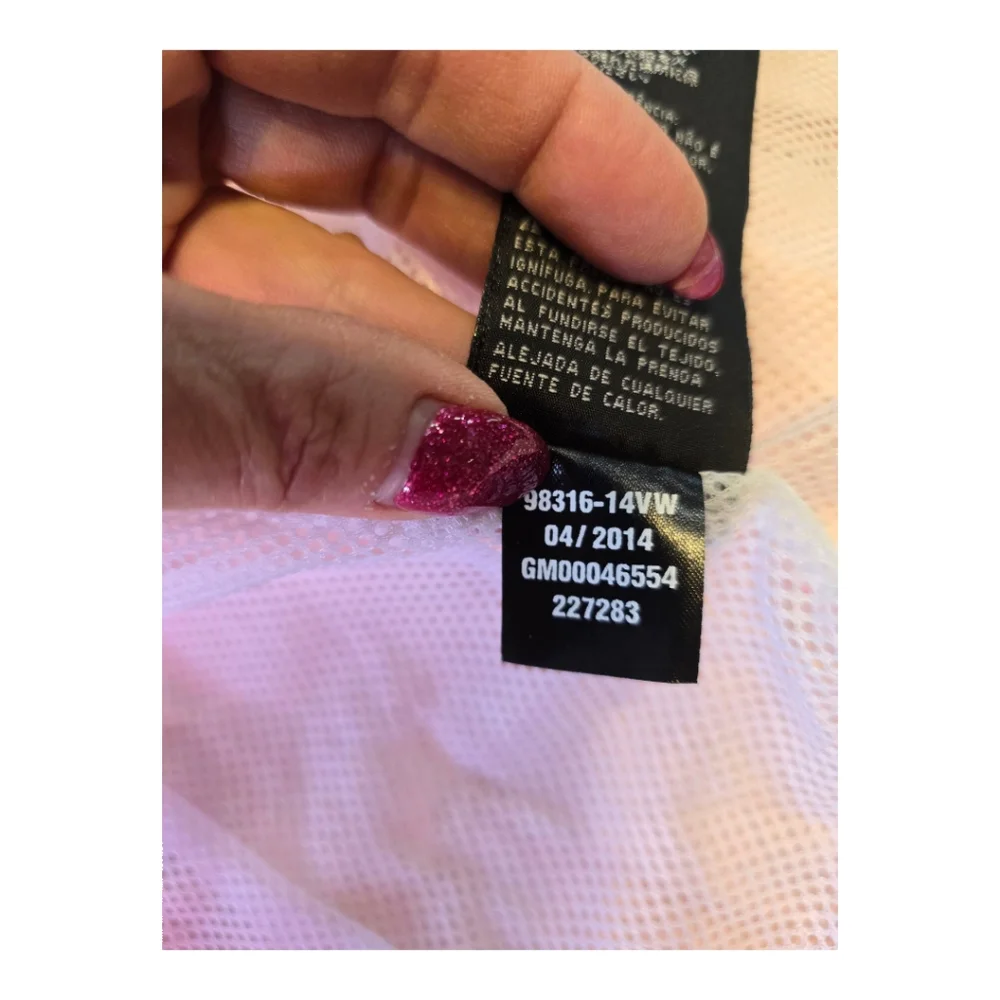 NÃO É
ESTA
IGNÍFUGA. PARA EVITAR
ACCIDENTES PRODUCIDOS
AL FUNDIRSE EL TEJIDO,
MANTENGA LA PRENDA
ALEJADA DE CUALQUIER
FUENTE DE CALOR.
98316-14VW
04/2014
GM00046554
227283